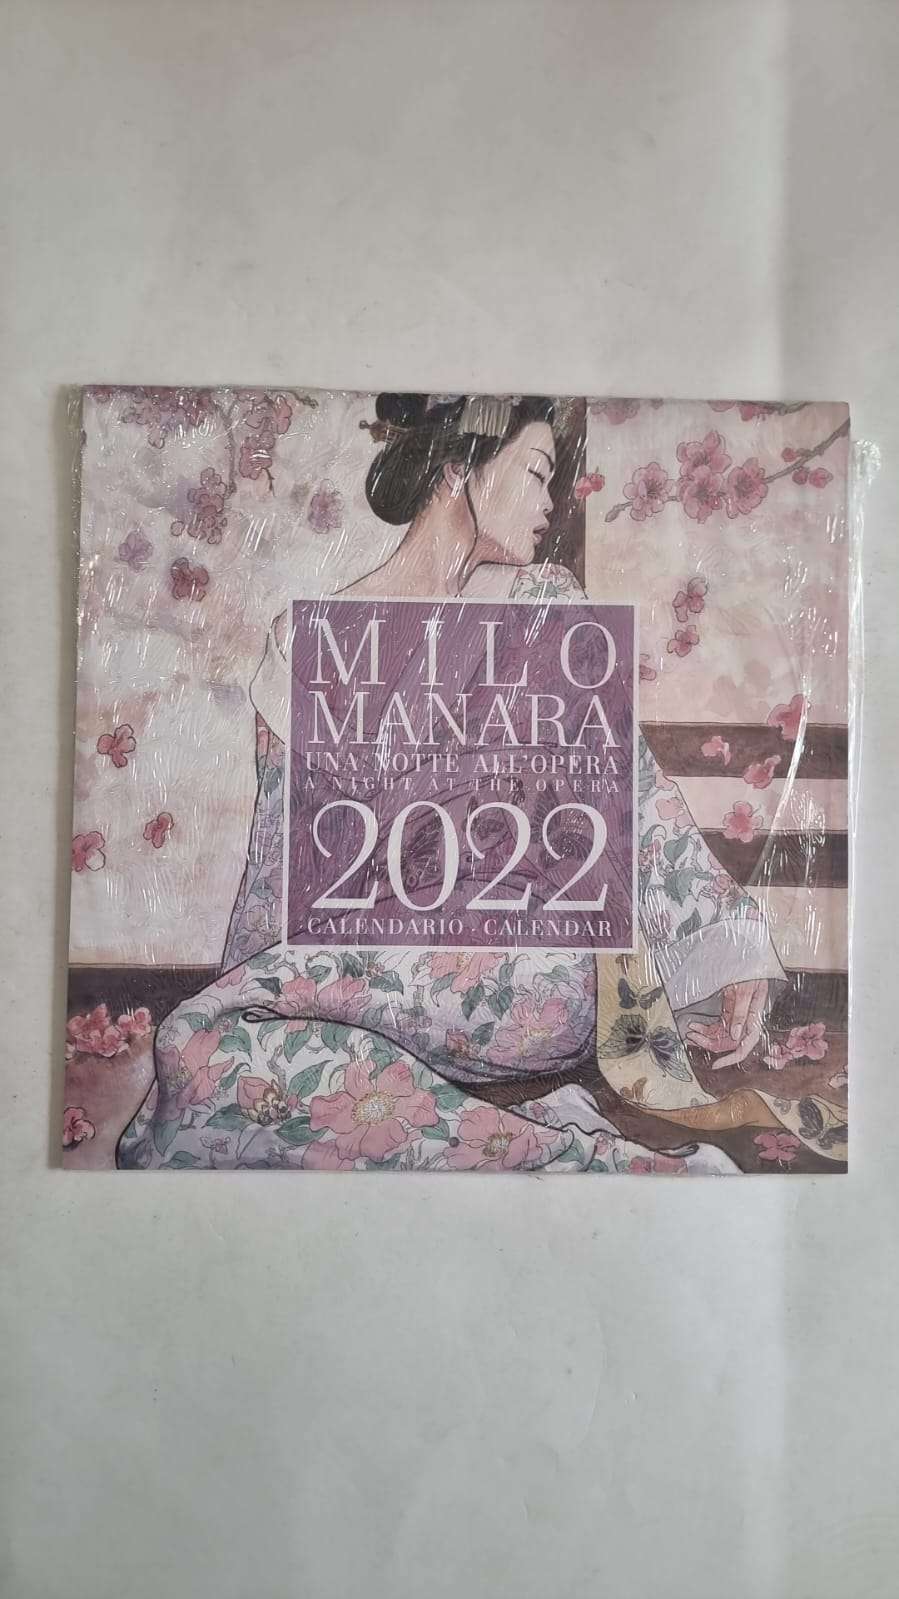 MILO
MANARA
UNA NOTTE ALL'OPERA
A NIGHT AT THE OPERA
2022
CALENDARIO · CALENDAR